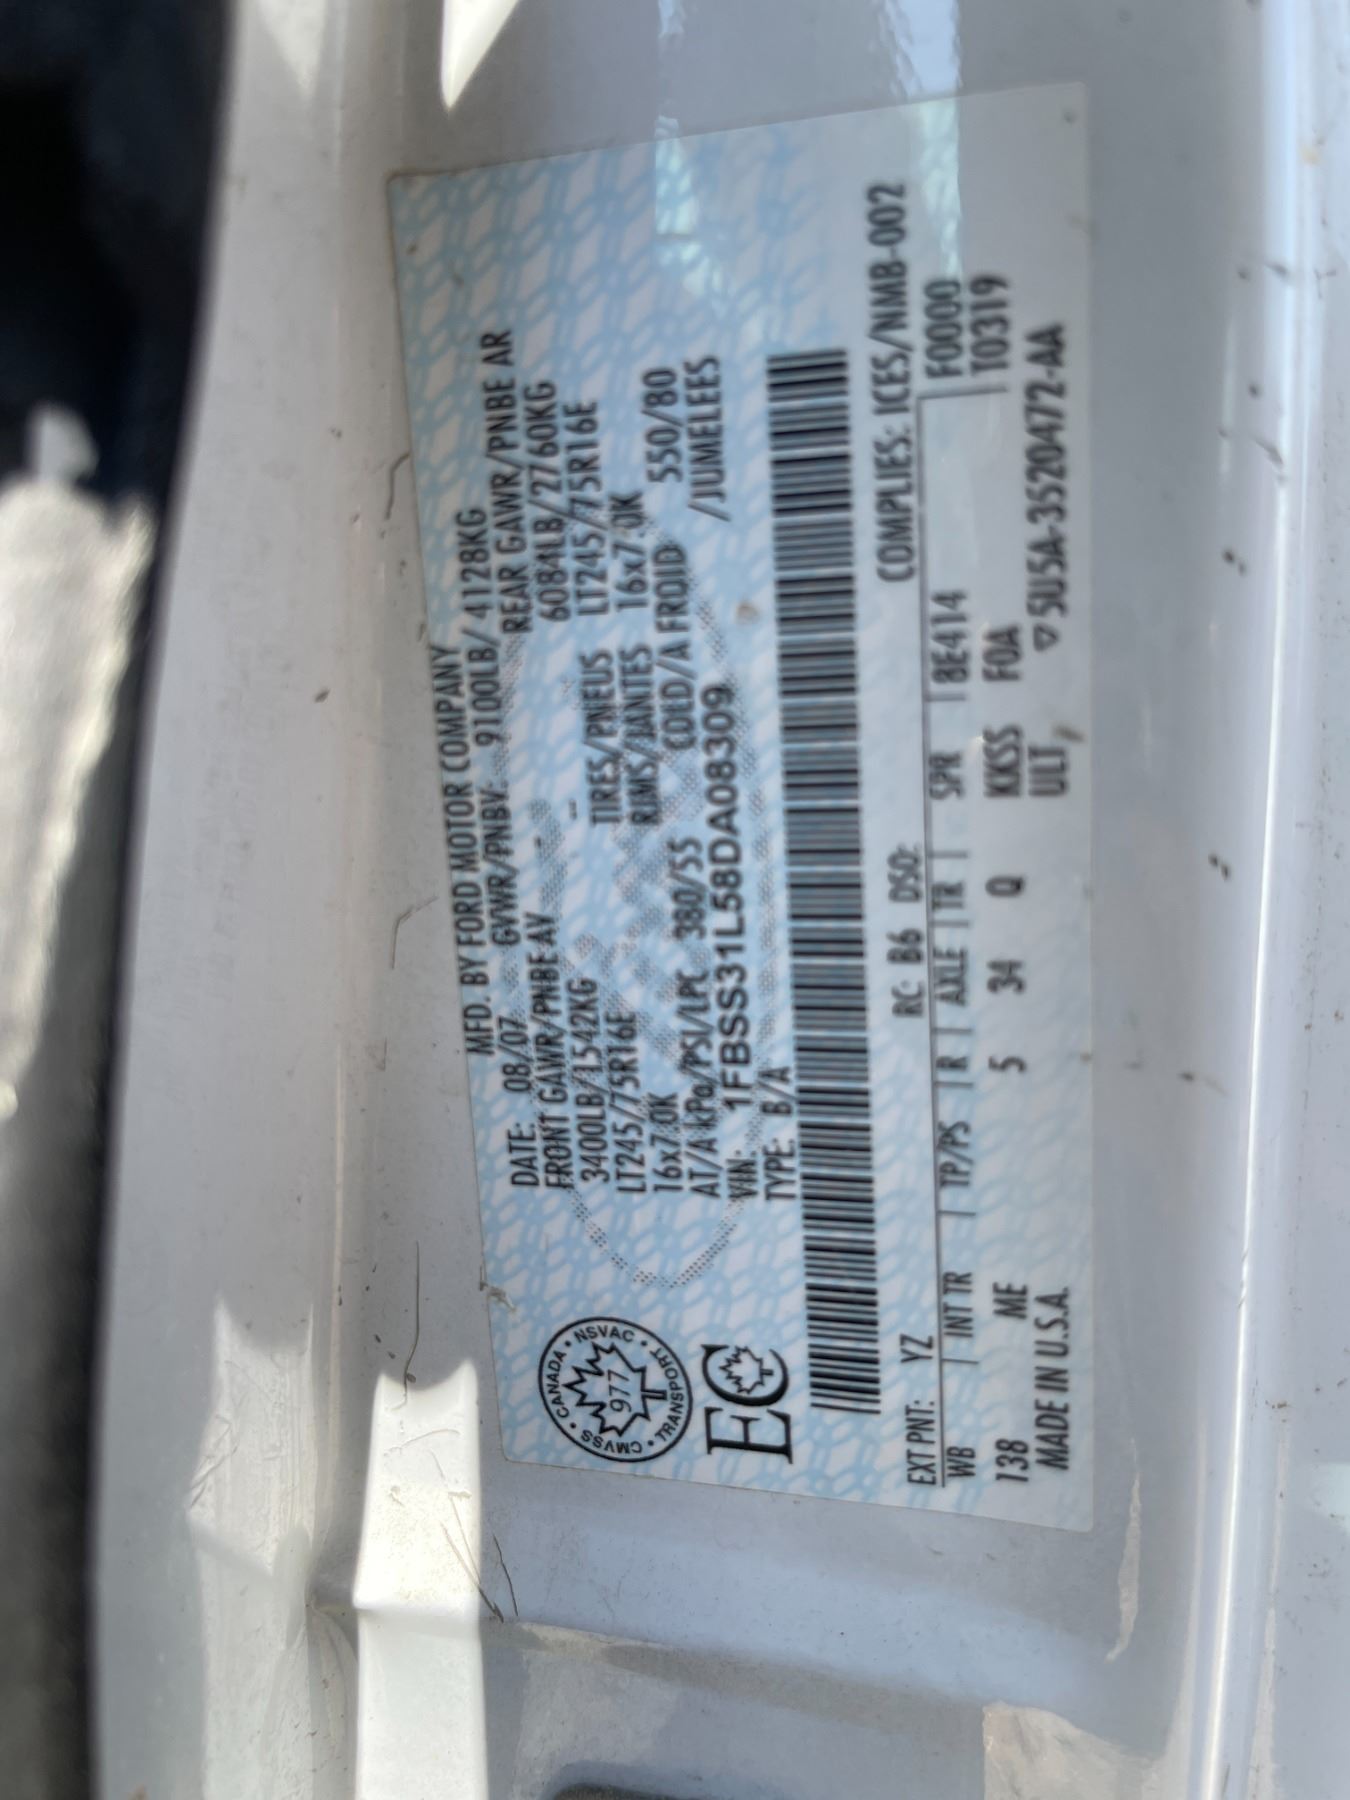 MFD. BY FORD MOTOR COMPANY
DATE: 08/07 GVWR/PNBV: 9100LB/ 4128KG
FRONT GAWR/PNBE AV REAR GAWR/PNBE AR
3400LB/1542KG 6084LB/2760KG
LT245/75R16E TIRES/PNEUS LT245/75R16E
16x7.0K RIMS/JANTES 16x7.0K
AT/A kPa/PSI/LPC 380/55 COLD/A FROID 550/80
VIN: 1FBSS31L58DA08309 /JUMELEES
TYPE: B/A
CANADA • NSVAC • TRANSPORT • CMVSS •
977
EC
COMPLIES: ICES/NMB-002
EXT PNT: YZ RC: B6 DSO: F0000
WB INT TR TP/PS R AXLE TR SPR 8E414 T0319
138 ME 5 34 Q KKSS FOA
MADE IN U.S.A. ULT ▽5U5A-3520472-AA